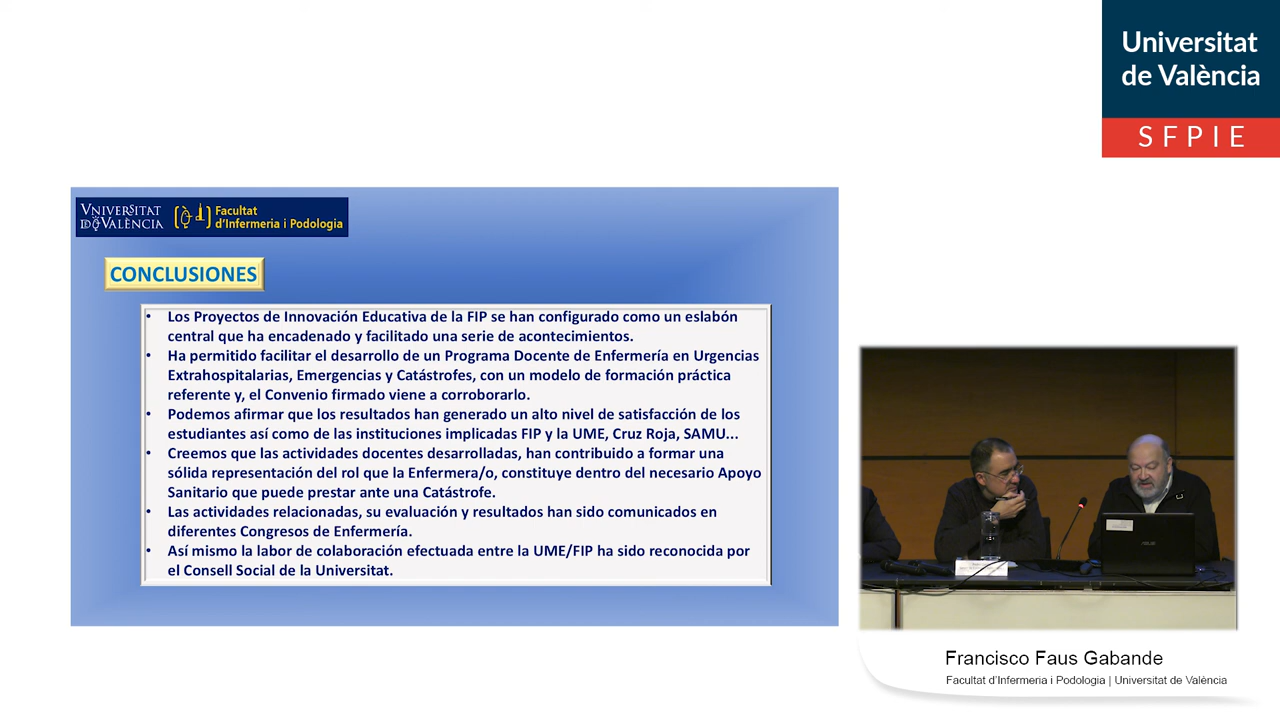 Universitat
de València
SFPIE
VNIVERSITAT
DE VALÈNCIA
Facultat
d'Infermeria i Podologia
CONCLUSIONES
• Los Proyectos de Innovación Educativa de la FIP se han configurado como un eslabón
central que ha encadenado y facilitado una serie de acontecimientos.
• Ha permitido facilitar el desarrollo de un Programa Docente de Enfermería en Urgencias
Extrahospitalarias, Emergencias y Catástrofes, con un modelo de formación práctica
referente y, el Convenio firmado viene a corroborarlo.
• Podemos afirmar que los resultados han generado un alto nivel de satisfacción de los
estudiantes así como de las instituciones implicadas FIP y la UME, Cruz Roja, SAMU...
• Creemos que las actividades docentes desarrolladas, han contribuido a formar una
sólida representación del rol que la Enfermera/o, constituye dentro del necesario Apoyo
Sanitario que puede prestar ante una Catástrofe.
• Las actividades relacionadas, su evaluación y resultados han sido comunicados en
diferentes Congresos de Enfermería.
• Así mismo la labor de colaboración efectuada entre la UME/FIP ha sido reconocida por
el Consell Social de la Universitat.
ASUS
Francisco Faus Gabande
Facultat d'Infermeria i Podologia | Universitat de València